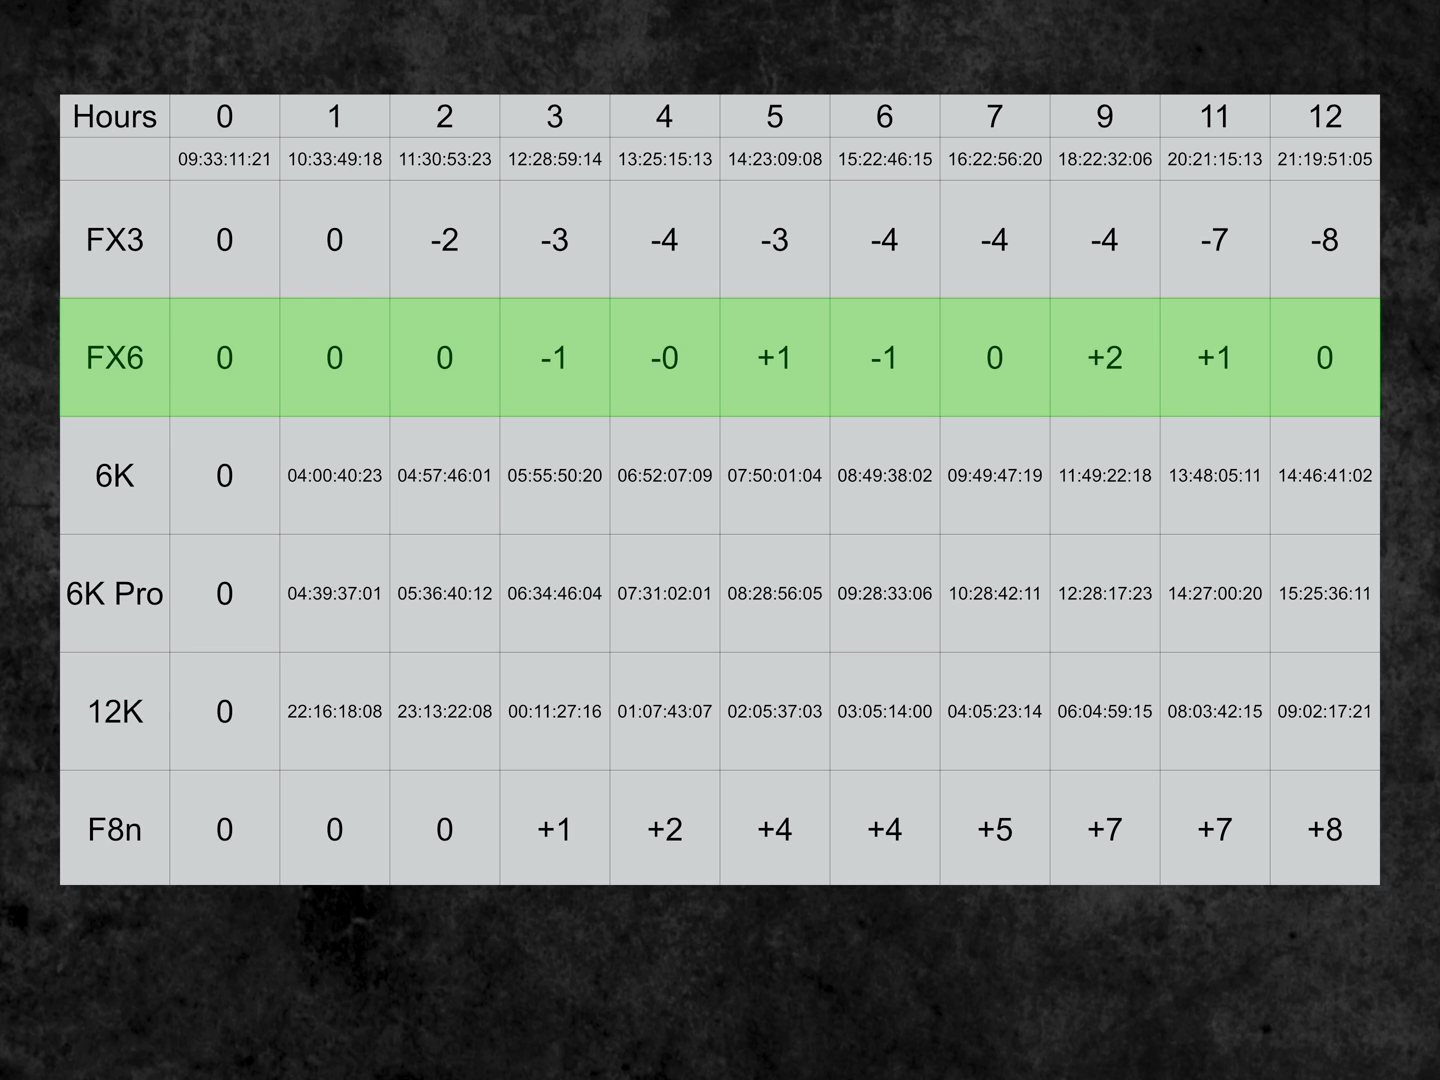 Hours 0 1 2 3 4 5 6 7 9 11 12
09:33:11:21 10:33:49:18 11:30:53:23 12:28:59:14 13:25:15:13 14:23:09:08 15:22:46:15 16:22:56:20 18:22:32:06 20:21:15:13 21:19:51:05
FX3 0 0 -2 -3 -4 -3 -4 -4 -4 -7 -8
FX6 0 0 0 -1 -0 +1 -1 0 +2 +1 0
6K 0 04:00:40:23 04:57:46:01 05:55:50:20 06:52:07:09 07:50:01:04 08:49:38:02 09:49:47:19 11:49:22:18 13:48:05:11 14:46:41:02
6K Pro 0 04:39:37:01 05:36:40:12 06:34:46:04 07:31:02:01 08:28:56:05 09:28:33:06 10:28:42:11 12:28:17:23 14:27:00:20 15:25:36:11
12K 0 22:16:18:08 23:13:22:08 00:11:27:16 01:07:43:07 02:05:37:03 03:05:14:00 04:05:23:14 06:04:59:15 08:03:42:15 09:02:17:21
F8n 0 0 0 +1 +2 +4 +4 +5 +7 +7 +8